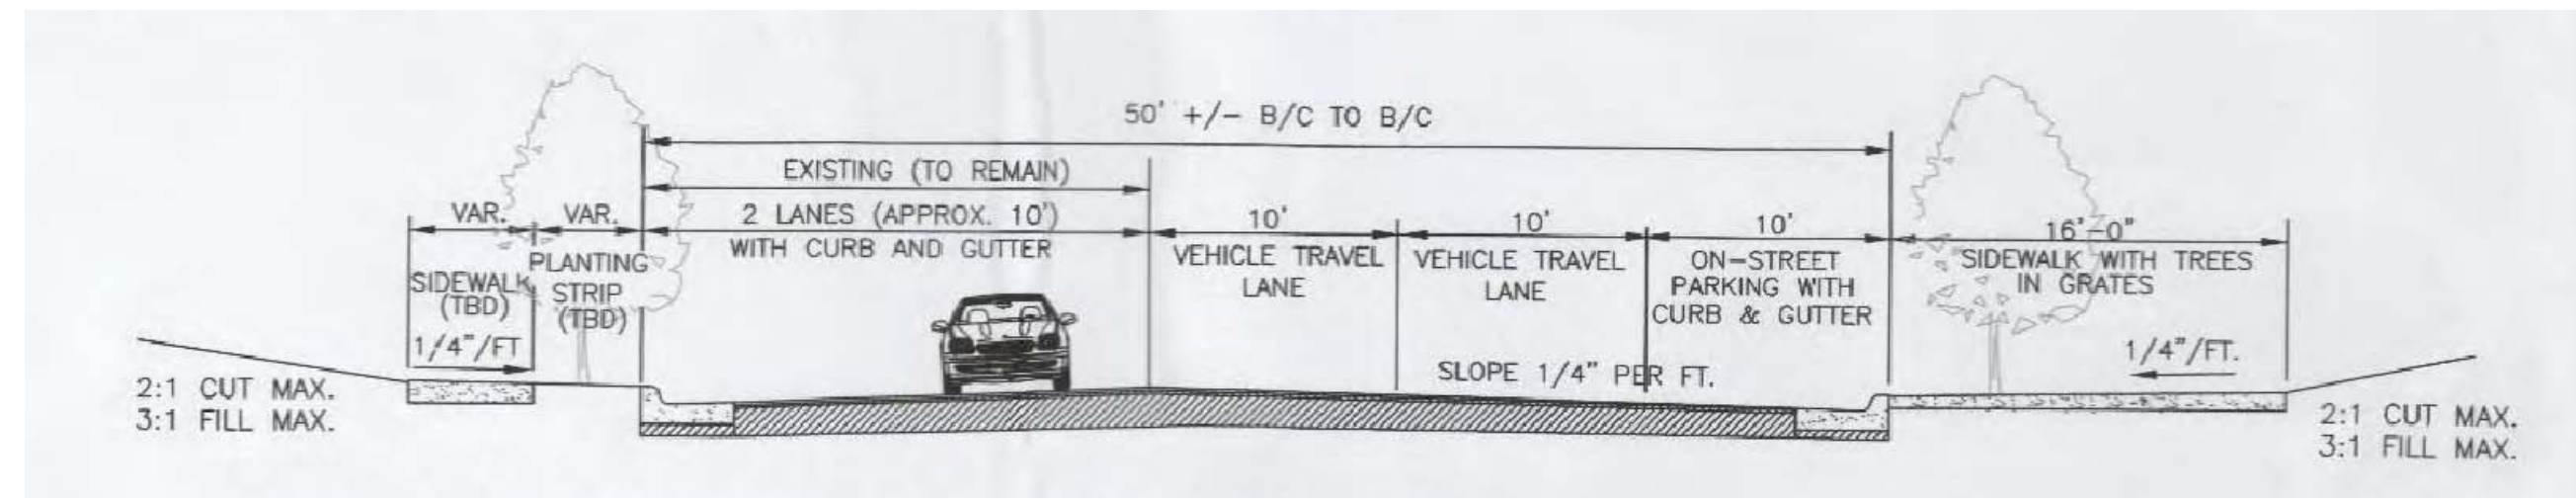 50' +/- B/C TO B/C
EXISTING (TO REMAIN)
VAR.
VAR.
2 LANES (APPROX. 10')
WITH CURB AND GUTTER
10'
VEHICLE TRAVEL
LANE
10'
VEHICLE TRAVEL
LANE
10'
ON-STREET
PARKING WITH
CURB & GUTTER
16'-0"
SIDEWALK WITH TREES
IN GRATES
SIDEWALK
(TBD)
PLANTING
STRIP
(TBD)
1/4"/FT
SLOPE 1/4" PER FT.
1/4"/FT.
2:1 CUT MAX.
3:1 FILL MAX.
2:1 CUT MAX.
3:1 FILL MAX.